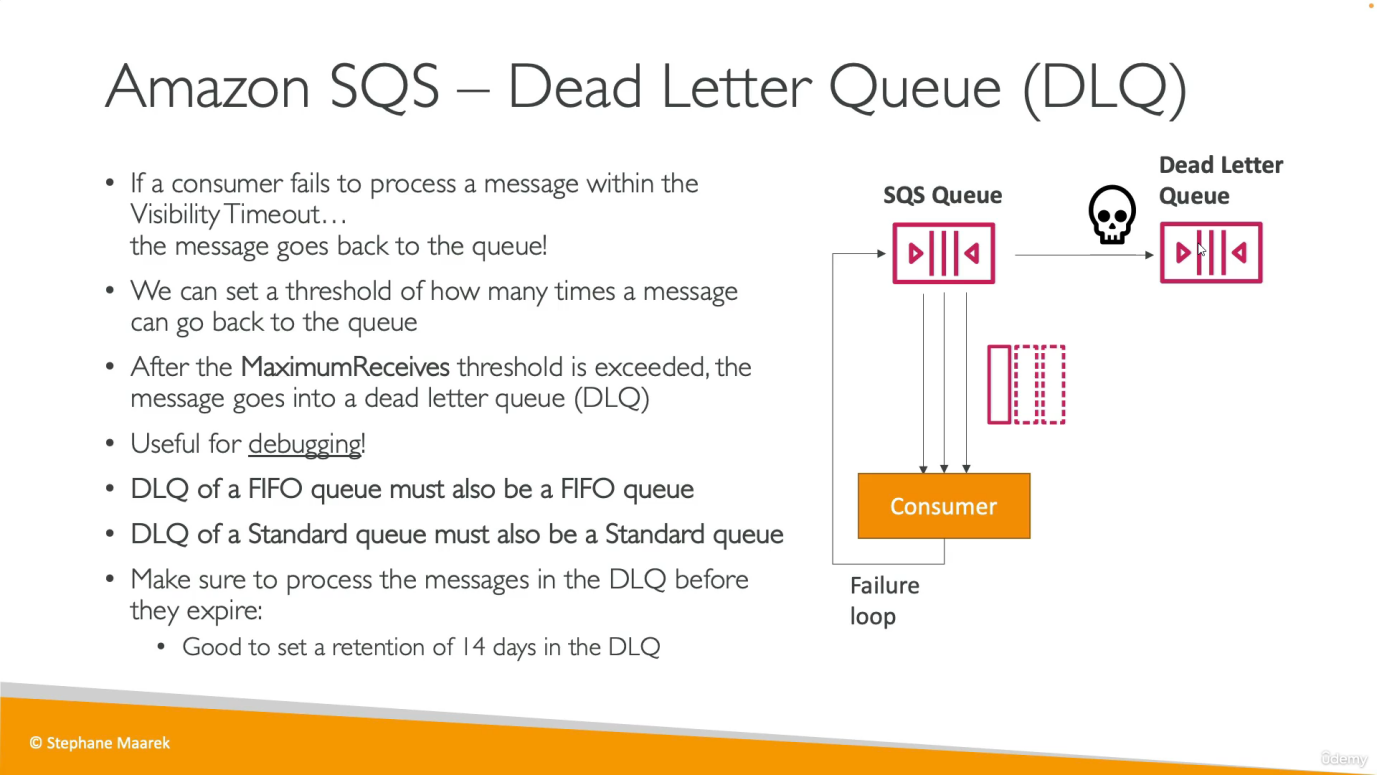 Amazon SQS – Dead Letter Queue (DLQ)
• If a consumer fails to process a message within the
Visibility Timeout…
the message goes back to the queue!
• We can set a threshold of how many times a message
can go back to the queue
• After the MaximumReceives threshold is exceeded, the
message goes into a dead letter queue (DLQ)
• Useful for debugging!
• DLQ of a FIFO queue must also be a FIFO queue
• DLQ of a Standard queue must also be a Standard queue
• Make sure to process the messages in the DLQ before
they expire:
• Good to set a retention of 14 days in the DLQ
SQS Queue
Dead Letter
Queue
Consumer
Failure
loop
© Stephane Maarek
ûdemy